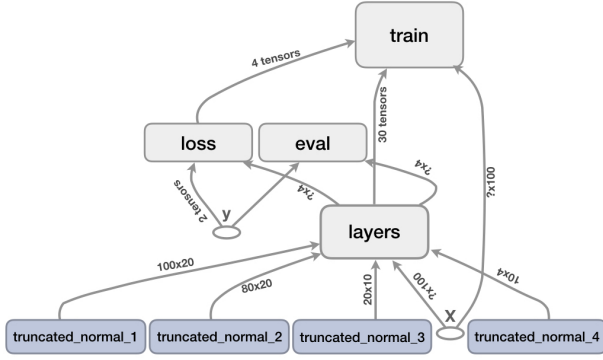 train
4 tensors
30 tensors
loss
eval
?x100
?x4
?x4
2 tensors
y
layers
100x20
80x20
20x10
?x100
10x4
X
truncated_normal_1
truncated_normal_2
truncated_normal_3
truncated_normal_4